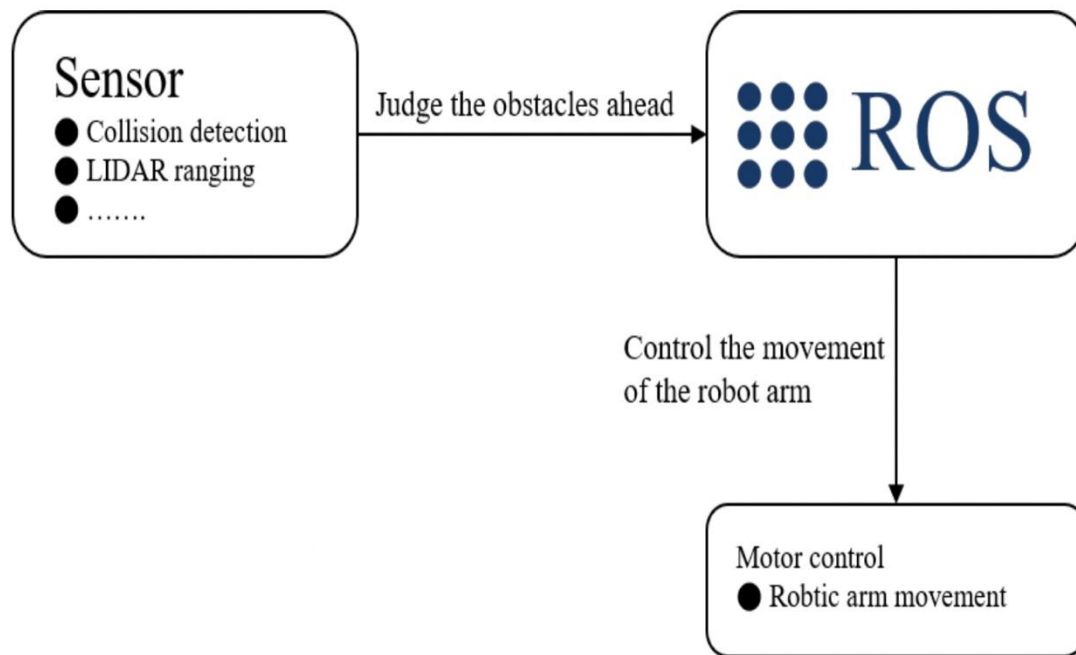 Sensor
● Collision detection
● LIDAR ranging
● .......
Judge the obstacles ahead
ROS
Control the movement
of the robot arm
Motor control
● Robtic arm movement